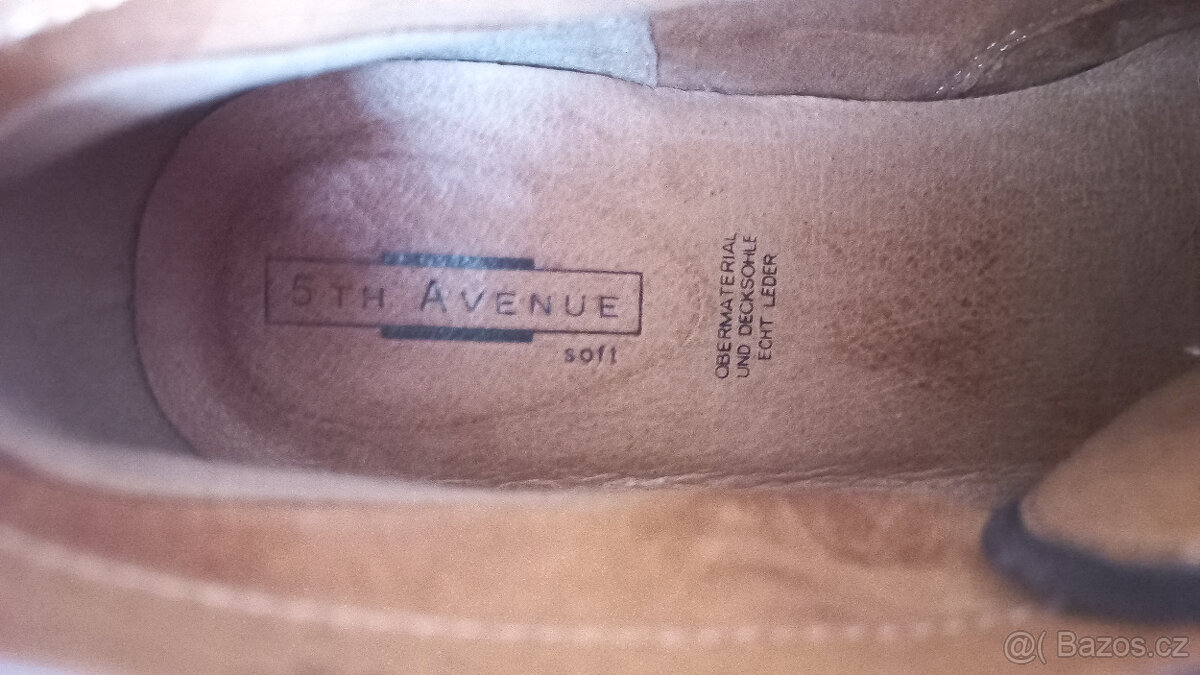 5TH AVENUE
soft
OBERMATERIAL
UND DECKSOHLE
ECHT LEDER
@( Bazos.cz